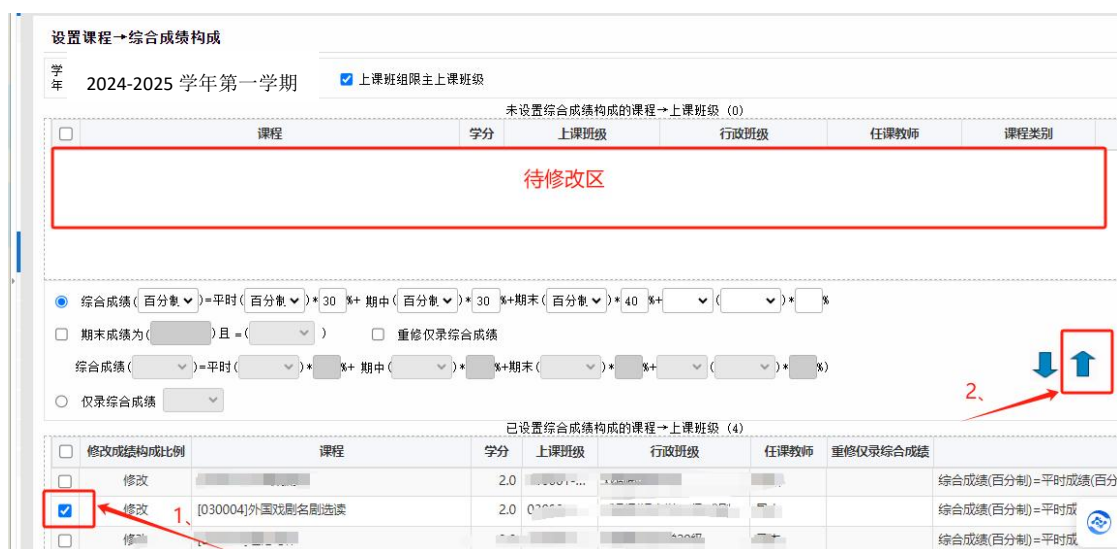 设置课程→综合成绩构成
学年 2024-2025 学年第一学期 上课班组限主上课班级
未设置综合成绩构成的课程→上课班级（0）
课程 学分 上课班级 行政班级 任课教师 课程类别
待修改区
综合成绩( 百分制 )=平时( 百分制 )* 30 %+ 期中( 百分制 )* 30 %+期末( 百分制 )* 40 %+ ( )* %
期末成绩为( )且 =( ) 重修仅录综合成绩
综合成绩( )=平时( )* %+ 期中( )* %+期末( )* %+ ( )* %)
仅录综合成绩
2、
已设置综合成绩构成的课程→上课班级（4）
修改成绩构成比例 课程 学分 上课班级 行政班级 任课教师 重修仅录综合成绩
修改 2.0 综合成绩(百分制)=平时成绩(百分
1、 修改 [030004]外国戏剧名剧选读 2.0 综合成绩(百分制)=平时成
综合成绩(百分制)=平时成